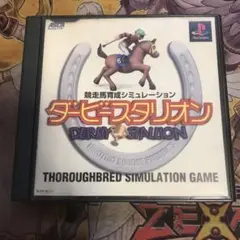 競走馬育成シミュレーション
ダービースタリオン
DERBY STALLION
THOROUGHBRED SIMULATION GAME